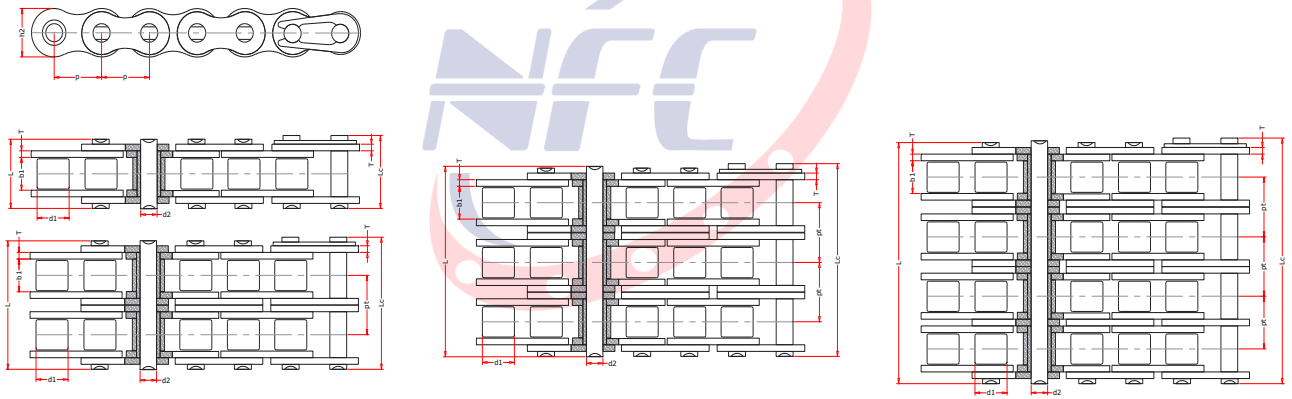 h2
p p
NFC
T T
L b1 Lc
d1 d2
T T
L b1 pt Lc
d1 d2
T T
L b1 pt pt Lc
d1 d2
T T
L b1 pt pt pt Lc
d1 d2